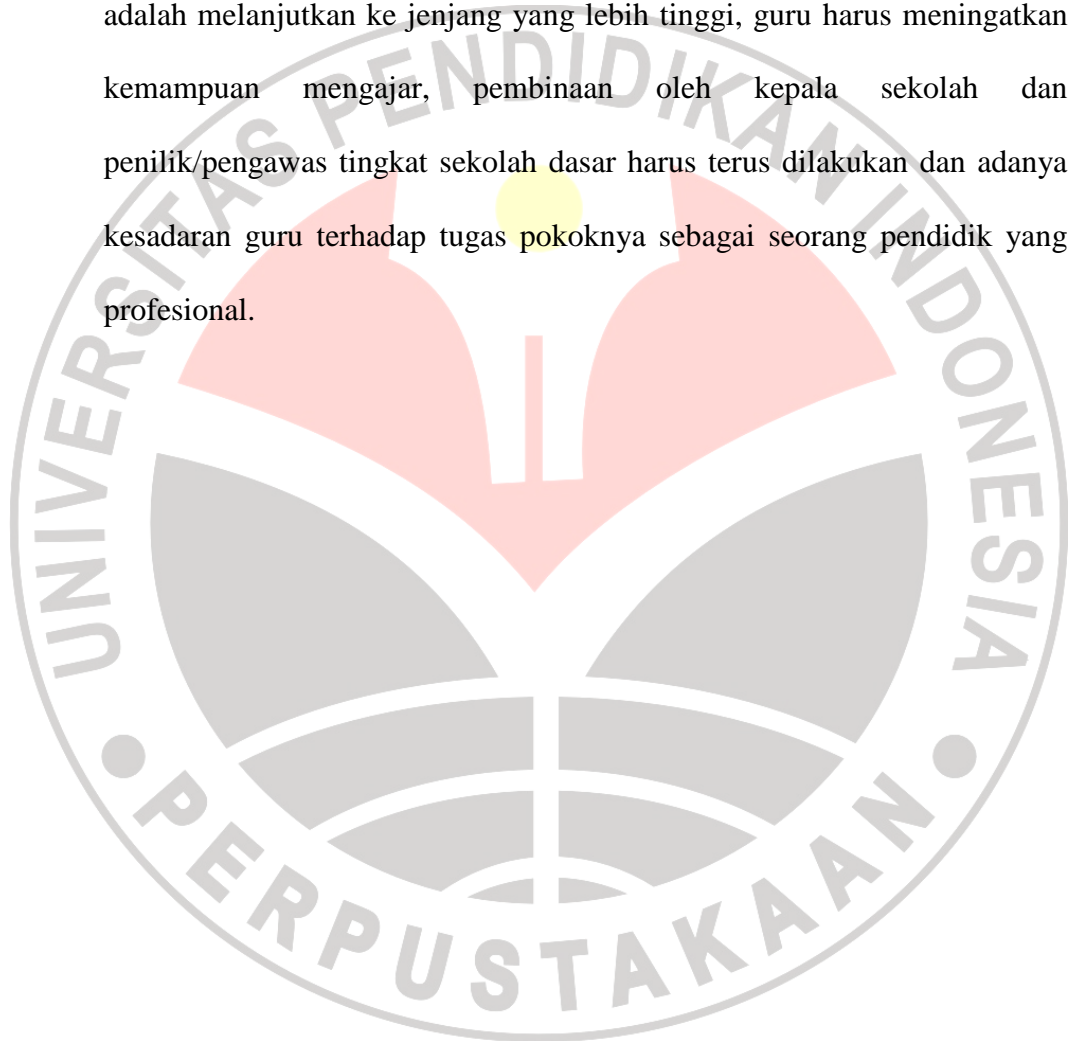 adalah melanjutkan ke jenjang yang lebih tinggi, guru harus meningatkan
kemampuan mengajar, pembinaan oleh kepala sekolah dan
penilik/pengawas tingkat sekolah dasar harus terus dilakukan dan adanya
kesadaran guru terhadap tugas pokoknya sebagai seorang pendidik yang
profesional.
UNIVERSITAS PENDIDIKAN INDONESIA
PERPUSTAKAAN